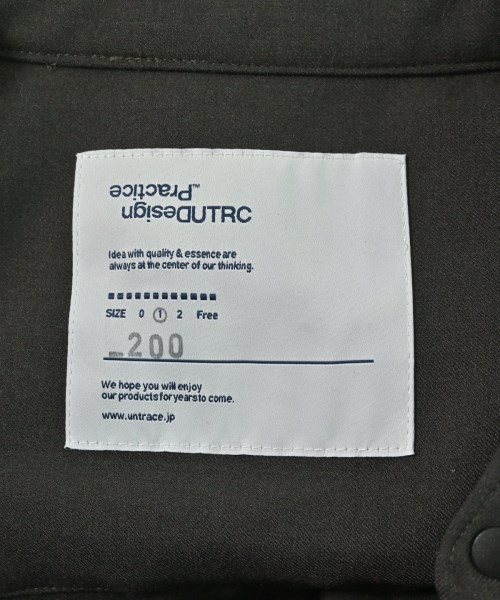 Practice™
DesignUTRC
Idea with quality & essence are
always at the center of our thinking.
SIZE 0 1 2 Free
_200
We hope you will enjoy
our products for years to come.
www.untrace.jp